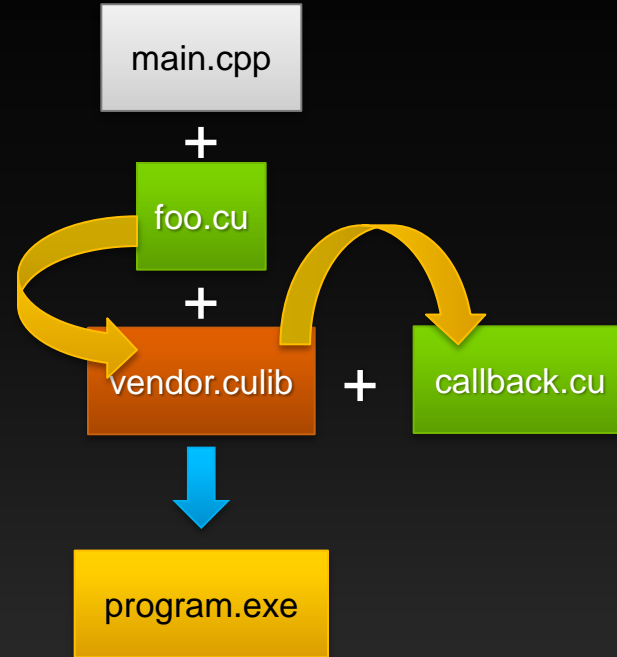 main.cpp
+
foo.cu
+
vendor.culib
+
callback.cu
program.exe